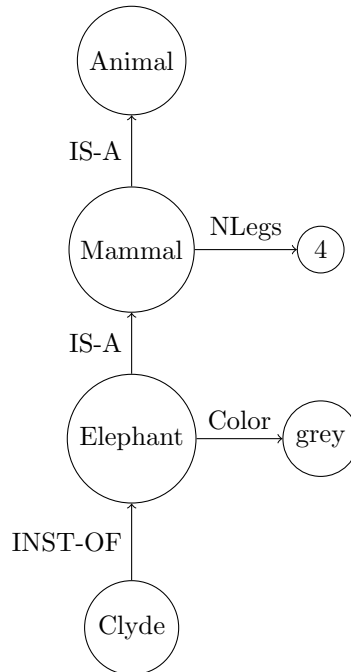 Animal
IS-A
NLegs
Mammal
4
IS-A
Color
Elephant
grey
INST-OF
Clyde